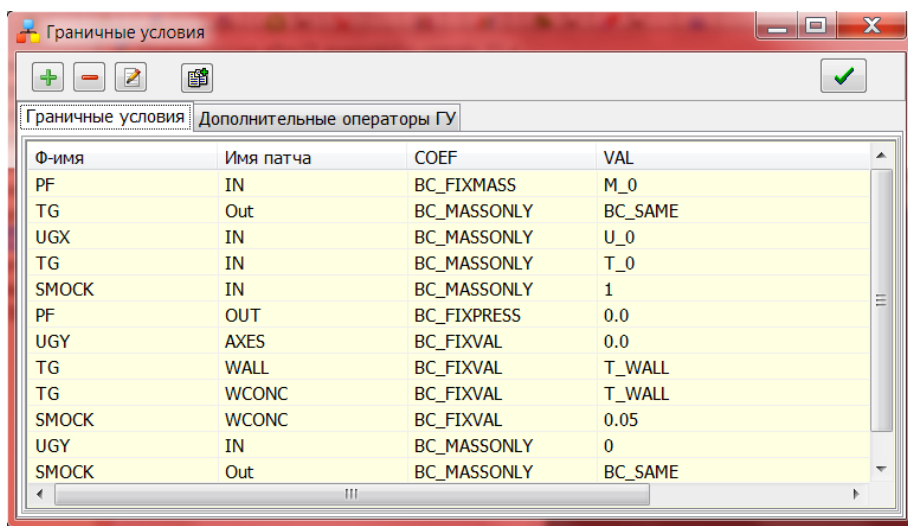 Граничные условия
Граничные условия Дополнительные операторы ГУ
Ф-имя Имя патча COEF VAL
PF IN BC_FIXMASS M_0
TG Out BC_MASSONLY BC_SAME
UGX IN BC_MASSONLY U_0
TG IN BC_MASSONLY T_0
SMOCK IN BC_MASSONLY 1
PF OUT BC_FIXPRESS 0.0
UGY AXES BC_FIXVAL 0.0
TG WALL BC_FIXVAL T_WALL
TG WCONC BC_FIXVAL T_WALL
SMOCK WCONC BC_FIXVAL 0.05
UGY IN BC_MASSONLY 0
SMOCK Out BC_MASSONLY BC_SAME